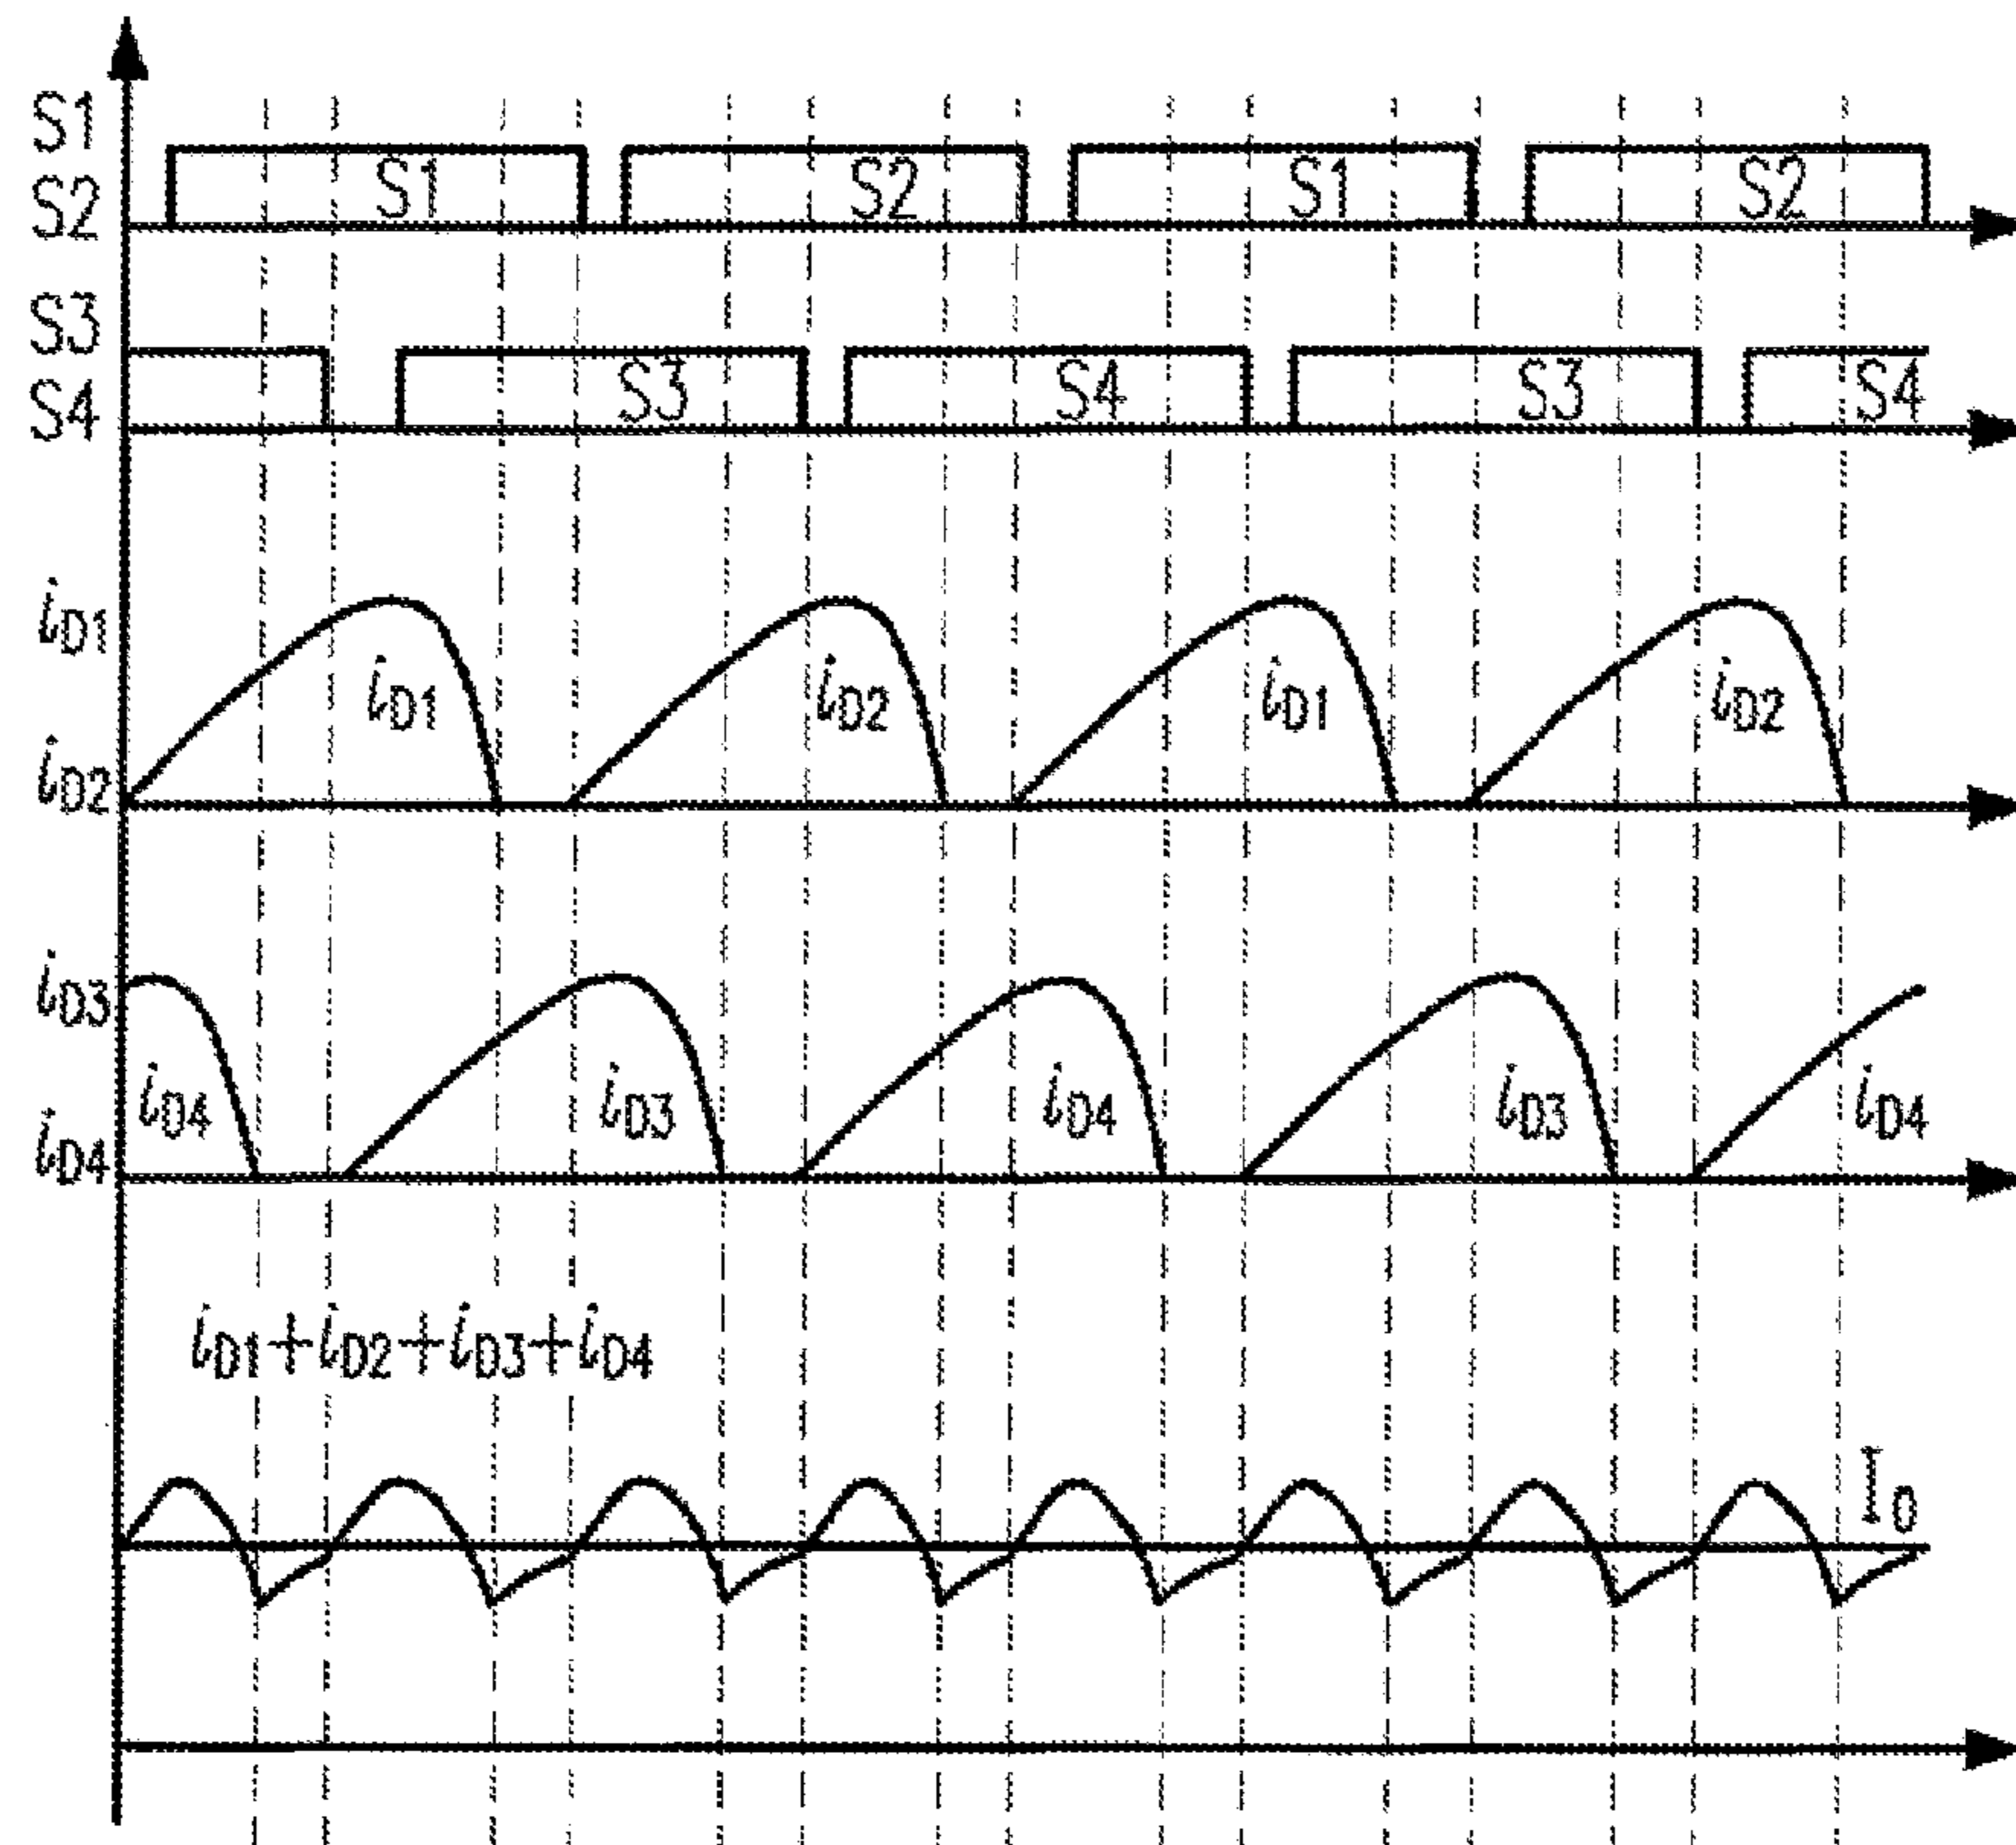 S1
S2
S1 S2 S1 S2
S3
S4
S3 S4 S3 S4
iD1
iD2
iD1 iD2 iD1 iD2
iD3
iD4
iD4 iD3 iD4 iD3 iD4
iD1+iD2+iD3+iD4
I0